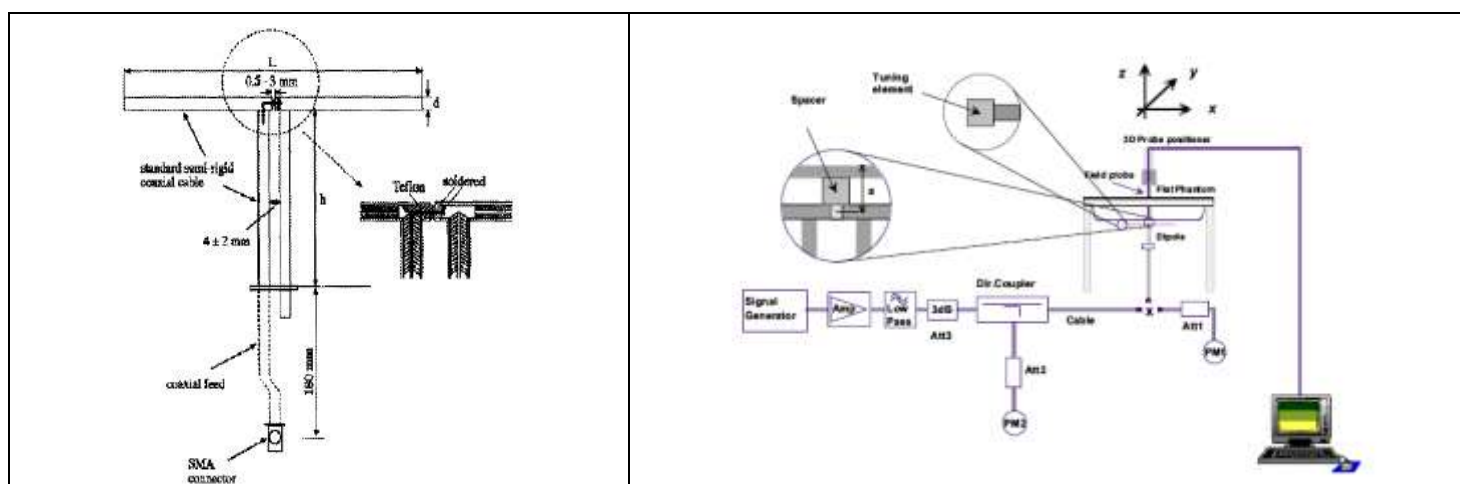 L
0.5 - 3 mm
d
standard semi-rigid
coaxial cable
h
Teflon
soldered
4 ± 2 mm
coaxial feed
160 mm
SMA
connector
Tuning
element
Spacer
z
y
x
3D Probe positioner
Field probe
Flat Phantom
Dipole
Signal
Generator
Amp
Low
Pass
3dB
Att3
Dir.Coupler
Cable
x
Att1
PM1
Att2
PM2